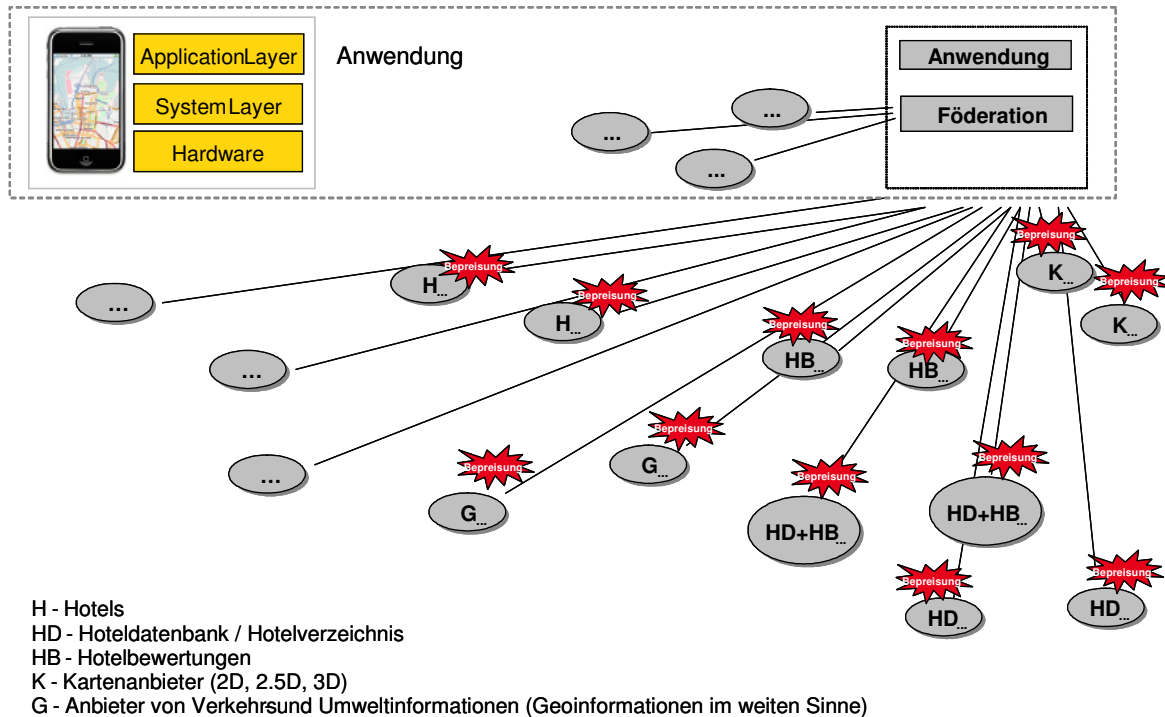 ApplicationLayer
System Layer
Hardware
Anwendung
Anwendung
Föderation
...
...
...
Bepreisung
K...
Bepreisung
K...
Bepreisung
H...
Bepreisung
H...
...
Bepreisung
HB...
Bepreisung
HB...
...
Bepreisung
G...
...
Bepreisung
G...
Bepreisung
HD+HB...
Bepreisung
HD+HB...
Bepreisung
HD...
Bepreisung
HD...
H - Hotels
HD - Hoteldatenbank / Hotelverzeichnis
HB - Hotelbewertungen
K - Kartenanbieter (2D, 2.5D, 3D)
G - Anbieter von Verkehrsund Umweltinformationen (Geoinformationen im weiten Sinne)